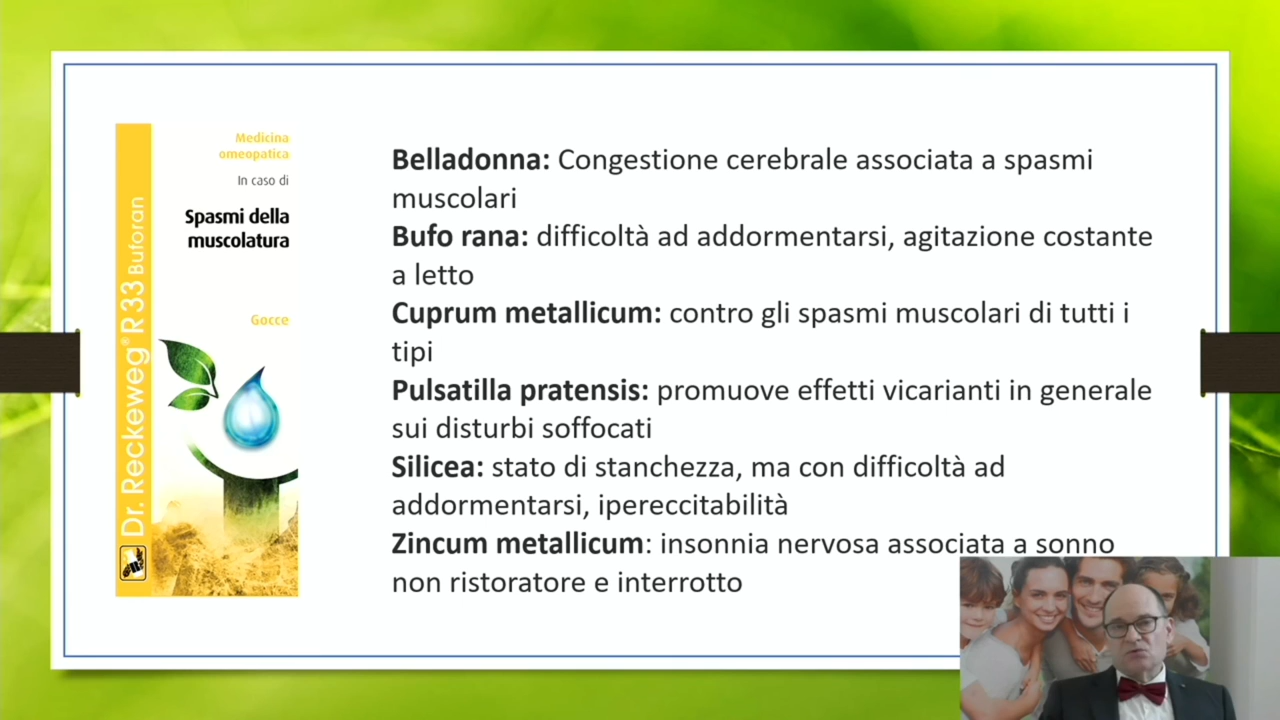 Medicina
omeopatica
In caso di
Spasmi della
muscolatura
Gocce
Dr. Reckeweg® R33 Buforan
Belladonna: Congestione cerebrale associata a spasmi
muscolari
Bufo rana: difficoltà ad addormentarsi, agitazione costante
a letto
Cuprum metallicum: contro gli spasmi muscolari di tutti i
tipi
Pulsatilla pratensis: promuove effetti vicarianti in generale
sui disturbi soffocati
Silicea: stato di stanchezza, ma con difficoltà ad
addormentarsi, ipereccitabilità
Zincum metallicum: insonnia nervosa associata a sonno
non ristoratore e interrotto